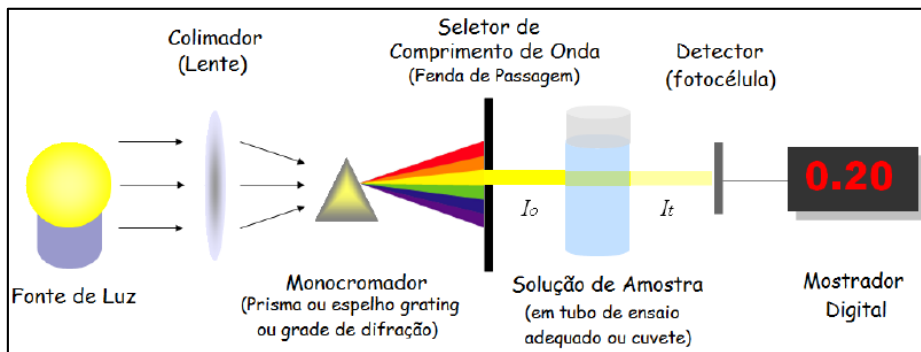 Colimador
(Lente)
Seletor de
Comprimento de Onda
(Fenda de Passagem)
Detector
(fotocélula)
0.20
Io
It
Fonte de Luz
Monocromador
(Prisma ou espelho grating
ou grade de difração)
Solução de Amostra
(em tubo de ensaio
adequado ou cuvete)
Mostrador
Digital